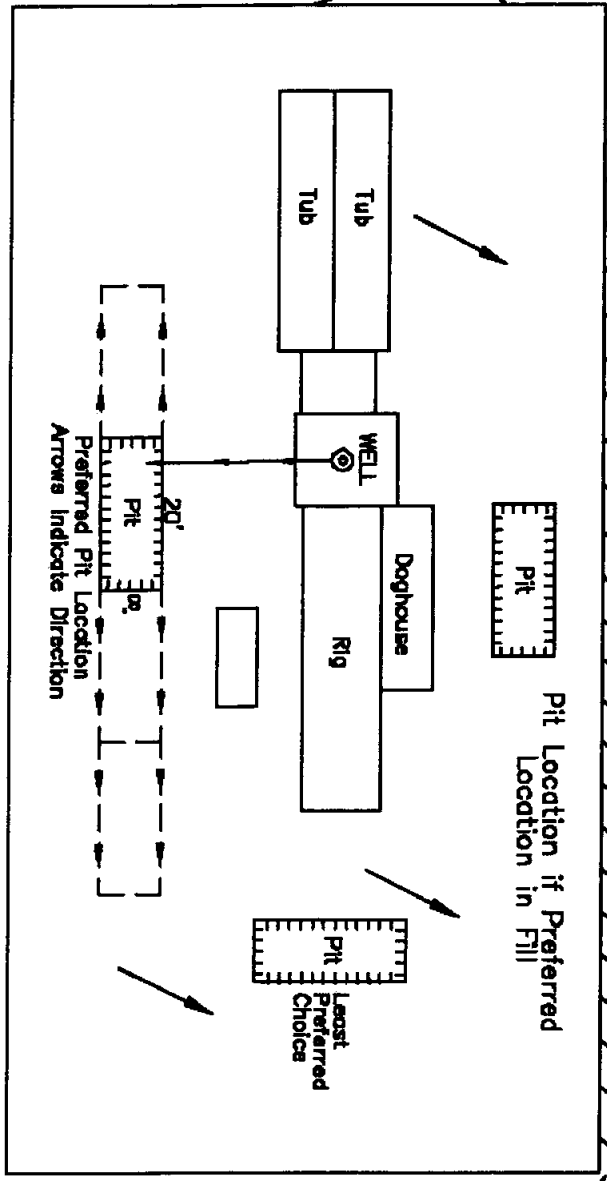 Pit Location if Preferred
Location in Fill
Pit
Doghouse
Tub
Tub
WELL
Rig
Pit
Least
Preferred
Choice
20'
Pit
8'
Preferred Pit Location
Arrows Indicate Direction